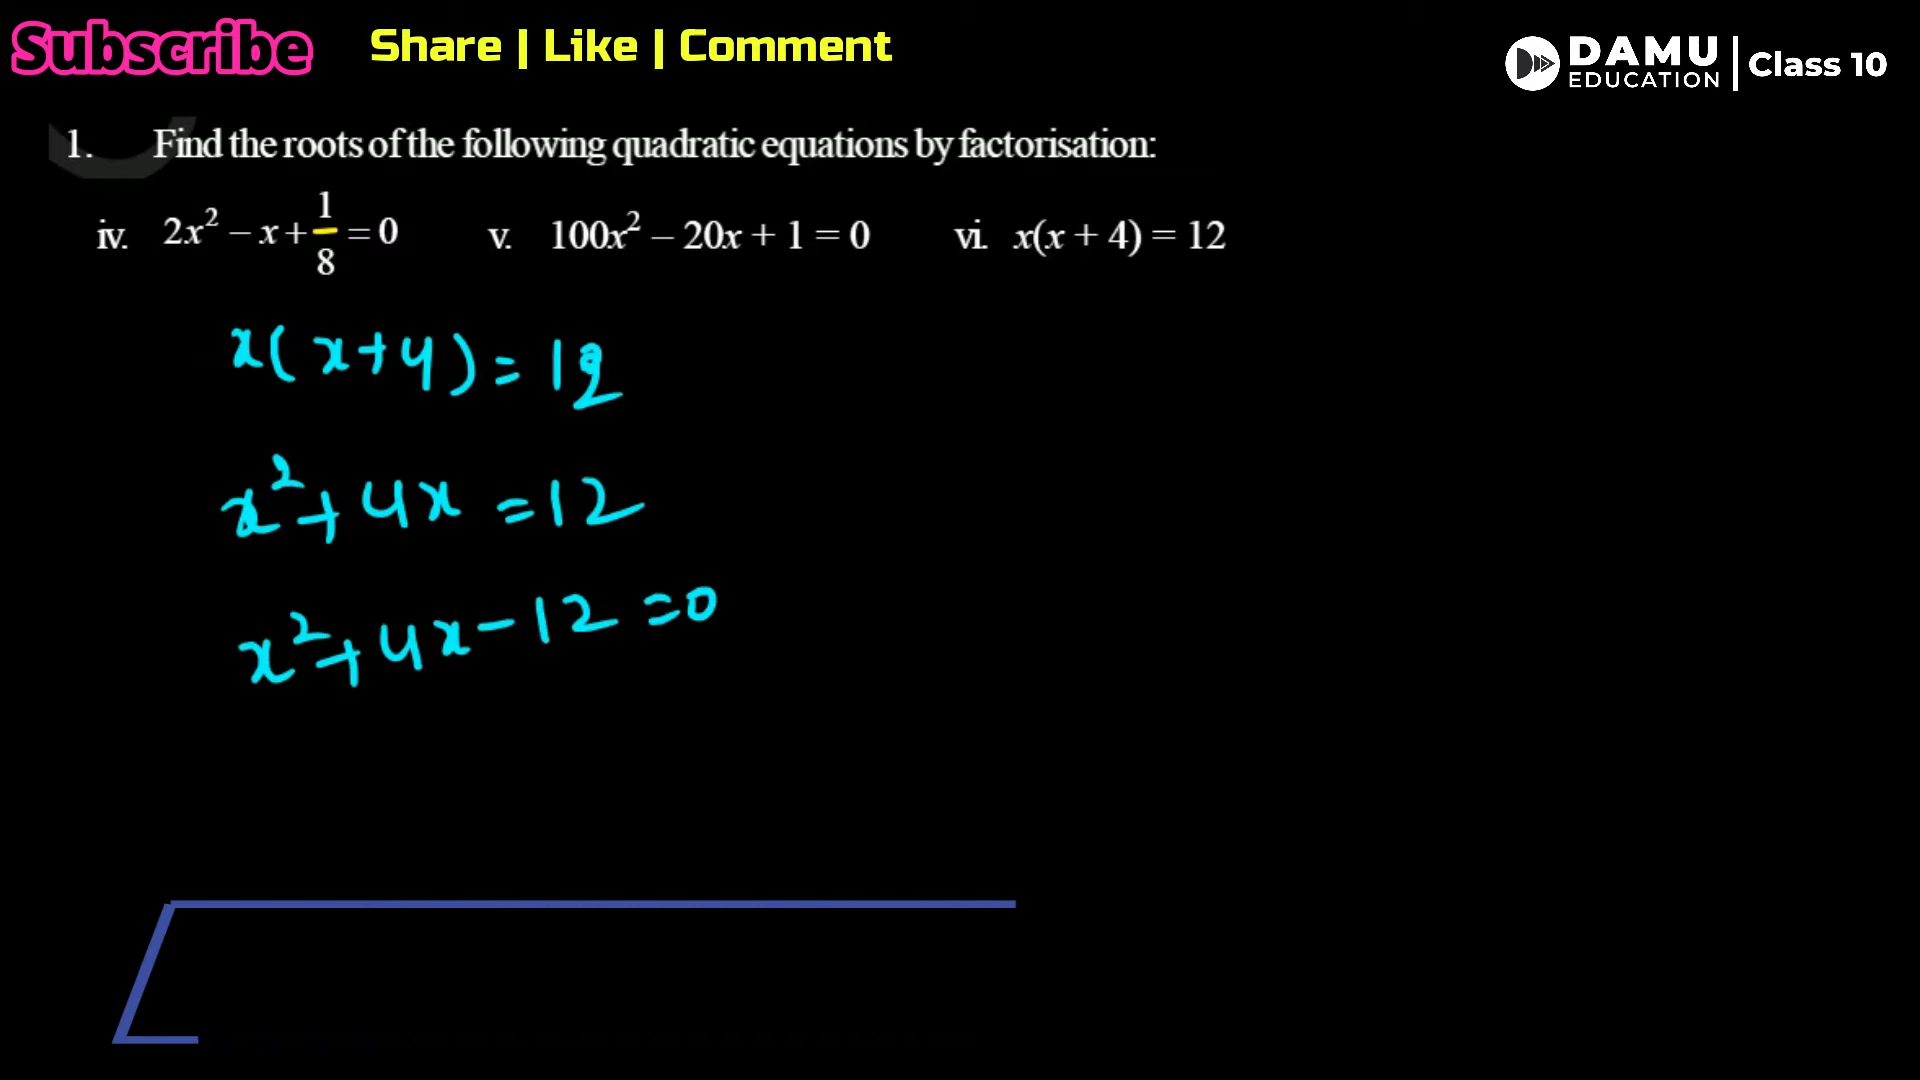 Subscribe Share | Like | Comment
DAMU EDUCATION | Class 10
1. Find the roots of the following quadratic equations by factorisation:
iv. 2x² – x + 1/8 = 0 v. 100x² – 20x + 1 = 0 vi. x(x + 4) = 12
x(x+4)=12
x²+4x=12
x²+4x-12=0